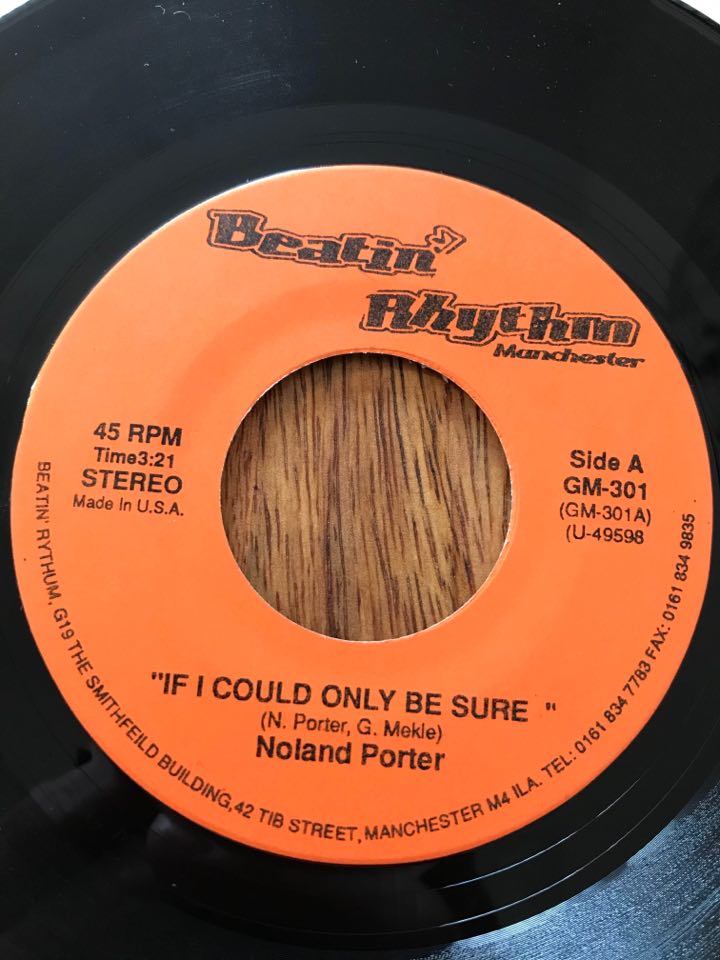 Beatin'
Rhythm
Manchester
45 RPM
Time3:21
STEREO
Made In U.S.A.
Side A
GM-301
(GM-301A)
(U-49598
"IF I COULD ONLY BE SURE "
(N. Porter, G. Mekle)
Noland Porter
BEATIN' RYTHUM, G19 THE SMITHFEILD BUILDING, 42 TIB STREET, MANCHESTER M4 ILA. TEL: 0161 834 7783 FAX: 0161 834 9835